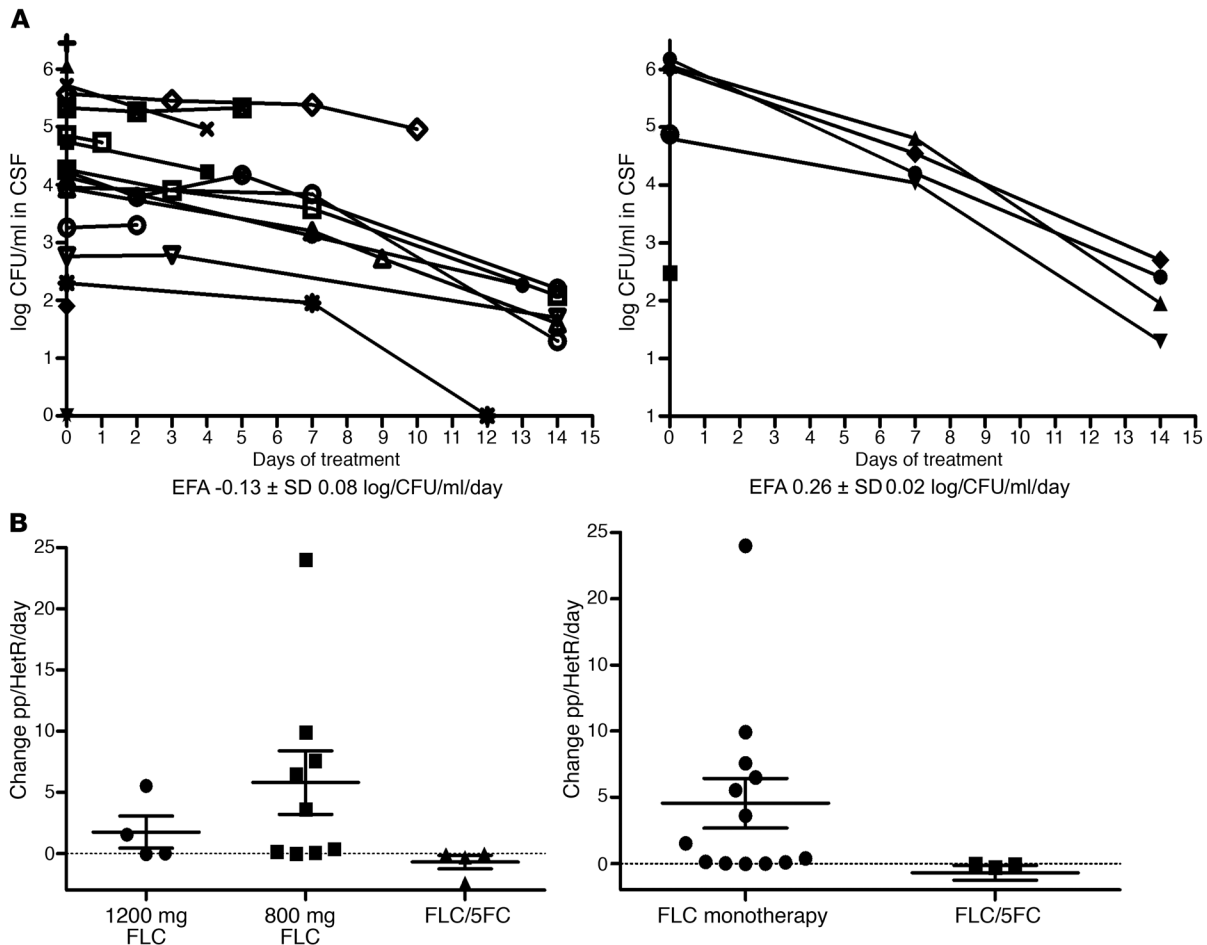 A
log CFU/ml in CSF
6
5
4
3
2
1
0
0 1 2 3 4 5 6 7 8 9 10 11 12 13 14 15
Days of treatment
EFA -0.13 ± SD 0.08 log/CFU/ml/day
log CFU/ml in CSF
6
5
4
3
2
1
1
0 1 2 3 4 5 6 7 8 9 10 11 12 13 14 15
Days of treatment
EFA 0.26 ± SD 0.02 log/CFU/ml/day
B
Change pp/HetR/day
25
20
15
10
5
0
1200 mg FLC
800 mg FLC
FLC/5FC
Change pp/HetR/day
25
20
10
10
5
0
FLC monotherapy
FLC/5FC